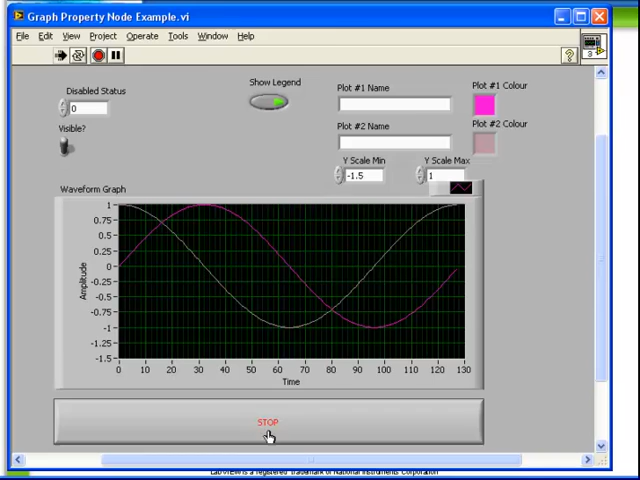 Graph Property Node Example.vi
File Edit View Project Operate Tools Window Help
3
Disabled Status
0
Visible?
Show Legend
Plot #1 Name
Plot #1 Colour
Plot #2 Name
Plot #2 Colour
Y Scale Min
-1.5
Y Scale Max
1
Waveform Graph
1
0.75
0.5
0.25
0
-0.25
-0.5
-0.75
-1
-1.25
-1.5
Amplitude
0 10 20 30 40 50 60 70 80 90 100 110 120 130
Time
STOP
LabVIEW is a registered trademark of National Instruments Corporation